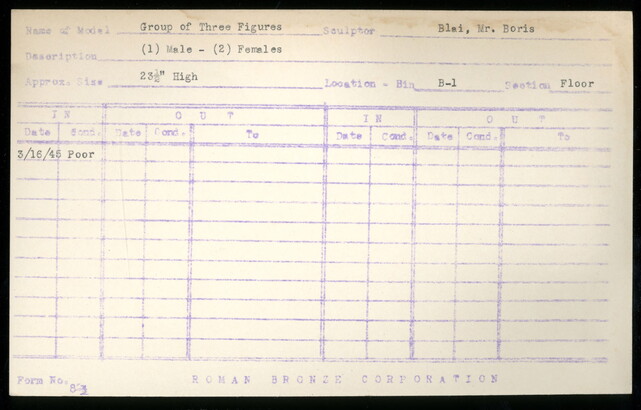 Name of Model Group of Three Figures Sculptor Blai, Mr. Boris
Description (1) Male - (2) Females
Approx. Size 23½" High Location - Bin B-1 Section Floor
IN OUT IN OUT
Date Cond. Date Cond. To Date Cond. Date Cond. To
3/16/45 Poor
Form No. ROMAN BRONZE CORPORATION